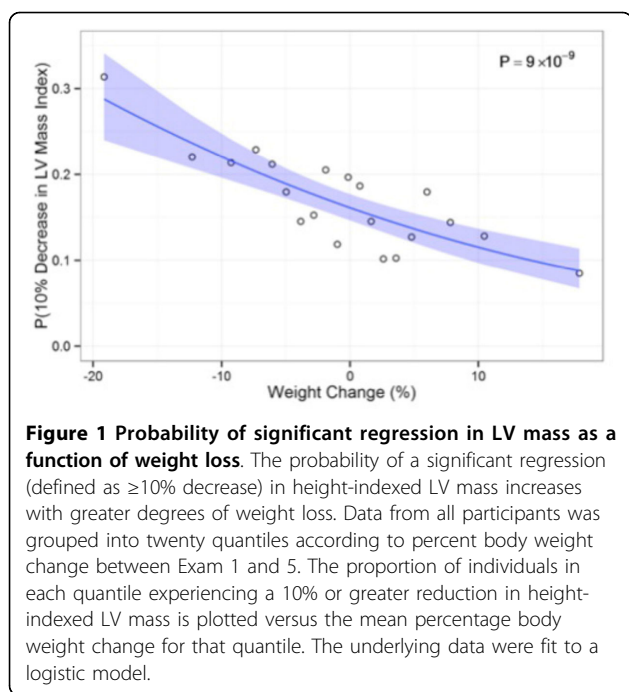 P = 9 ×10⁻⁹
P(10% Decrease in LV Mass Index)
0.3
0.2
0.1
0.0
-20
-10
0
10
Weight Change (%)
Figure 1 Probability of significant regression in LV mass as a
function of weight loss. The probability of a significant regression
(defined as ≥10% decrease) in height-indexed LV mass increases
with greater degrees of weight loss. Data from all participants was
grouped into twenty quantiles according to percent body weight
change between Exam 1 and 5. The proportion of individuals in
each quantile experiencing a 10% or greater reduction in height-
indexed LV mass is plotted versus the mean percentage body
weight change for that quantile. The underlying data were fit to a
logistic model.